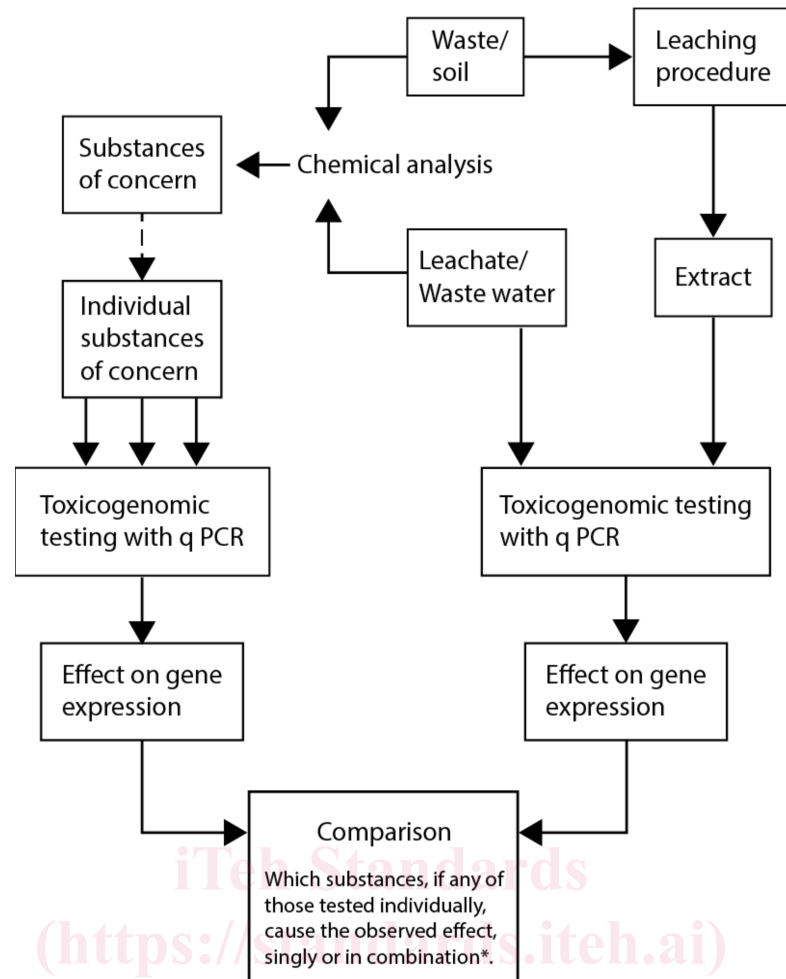 Waste/
soil
Leaching
procedure
Substances
of concern
Chemical analysis
Leachate/
Waste water
Extract
Individual
substances
of concern
Toxicogenomic
testing with q PCR
Toxicogenomic testing
with q PCR
Effect on gene
expression
Effect on gene
expression
Comparison
Which substances, if any of
those tested individually,
cause the observed effect,
singly or in combination*.
iTeh Standards
(https://standards.iteh.ai)